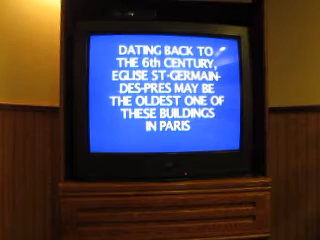 DATING BACK TO
THE 6th CENTURY,
EGLISE ST-GERMAIN-
DES-PRES MAY BE
THE OLDEST ONE OF
THESE BUILDINGS
IN PARIS